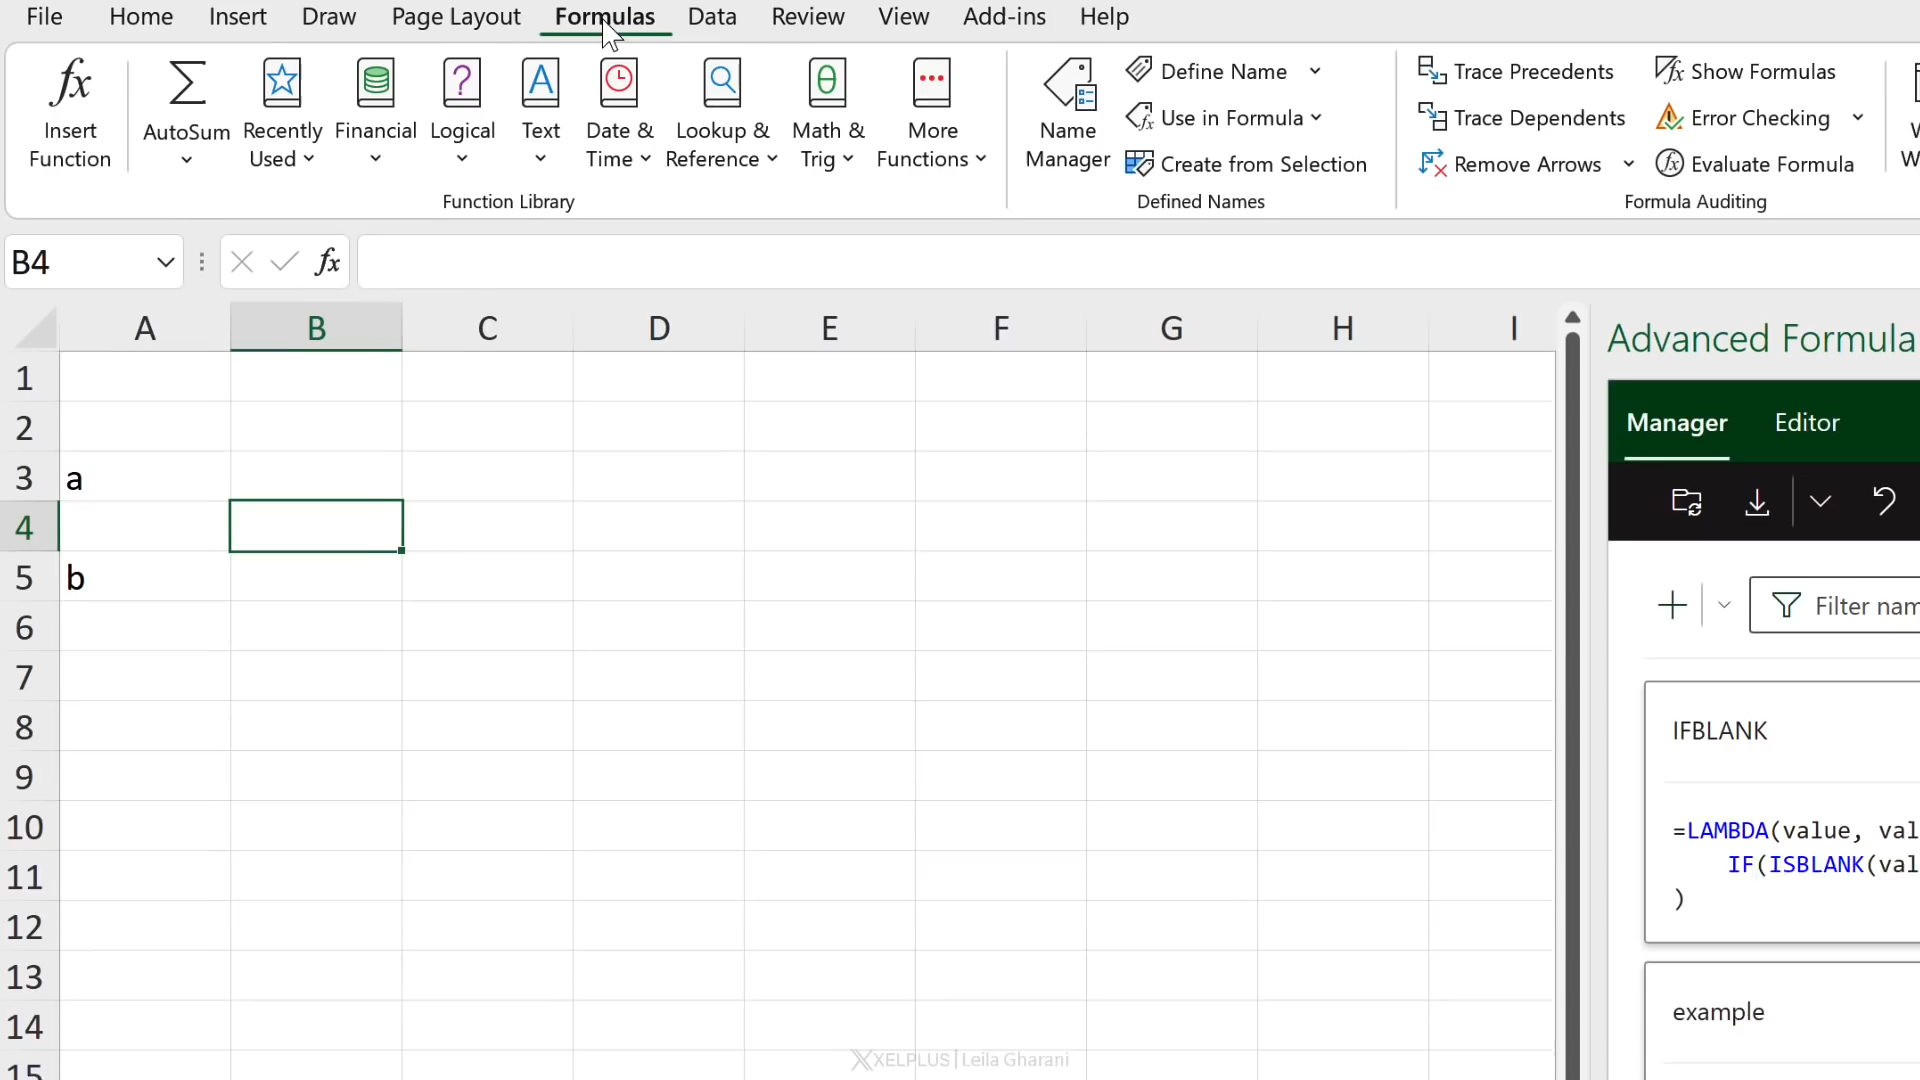 File Home Insert Draw Page Layout Formulas Data Review View Add-ins Help
fx Insert Function
AutoSum
Recently Used
Financial
Logical
Text
Date & Time
Lookup & Reference
Math & Trig
More Functions
Function Library
Name Manager
Define Name
Use in Formula
Create from Selection
Defined Names
Trace Precedents
Trace Dependents
Remove Arrows
Show Formulas
Error Checking
Evaluate Formula
Formula Auditing
B4 fx
A B C D E F G H I
1
2
3 a
4
5 b
6
7
8
9
10
11
12
13
14
15
Advanced Formula
Manager Editor
Filter nam
IFBLANK
=LAMBDA(value, val
IF(ISBLANK(val
)
example
XELPLUS | Leila Gharani